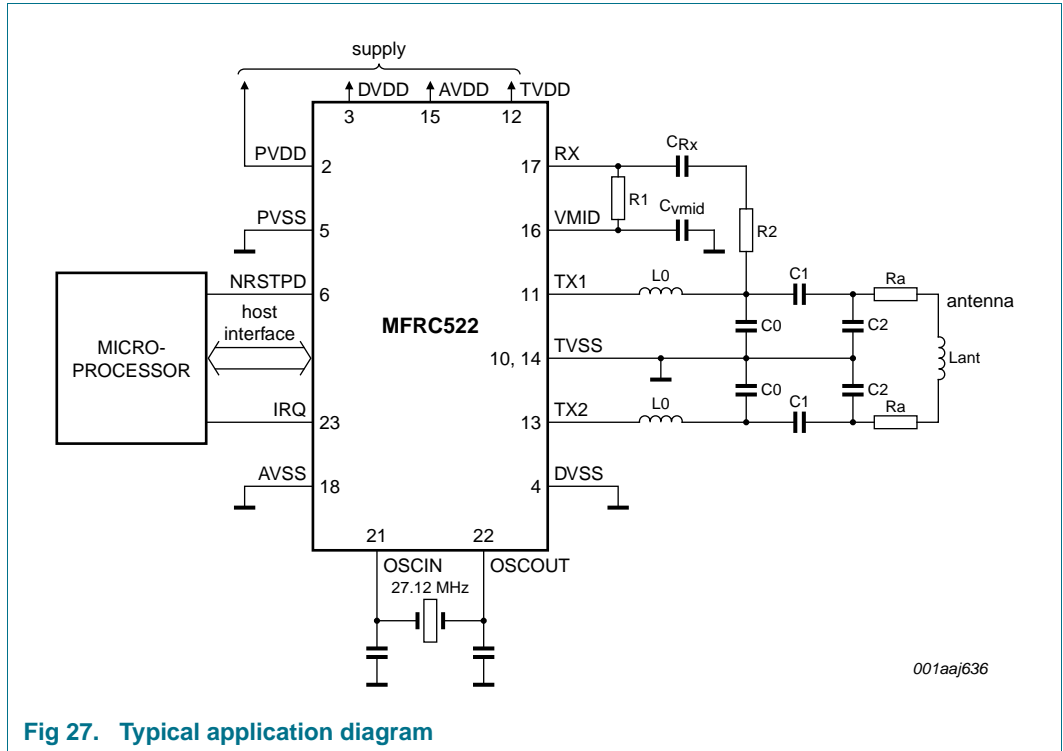 supply
DVDD AVDD TVDD
3 15 12
PVDD 2
17 RX
CRx
R1
Cvmid
PVSS 5
16 VMID
R2
NRSTPD 6
11 TX1 L0 C1 Ra
antenna
host
interface
MFRC522
C0 C2
MICRO-
PROCESSOR
10, 14 TVSS
Lant
C0 C2
IRQ 23
13 TX2 L0 C1 Ra
AVSS 18
4 DVSS
21 22
OSCIN OSCOUT
27.12 MHz
001aaj636
Fig 27. Typical application diagram